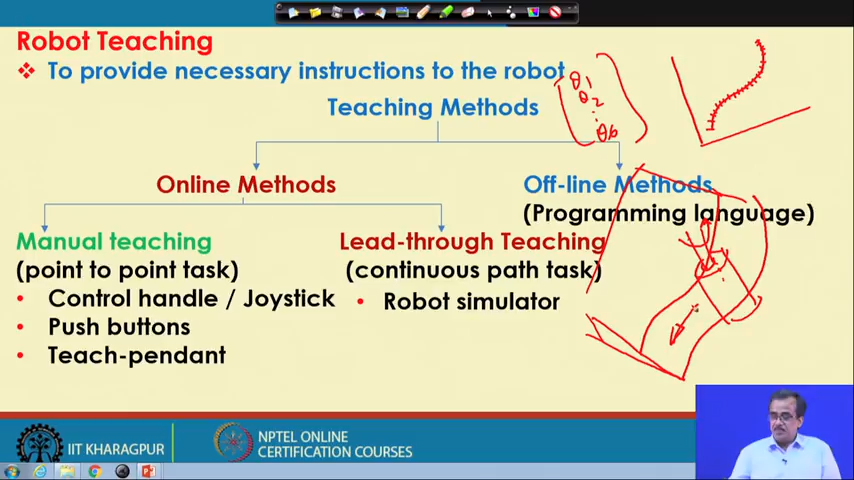 Robot Teaching
❖ To provide necessary instructions to the robot
Teaching Methods
θ1
θ2
.
.
θ6
Online Methods
Off-line Methods
(Programming language)
Manual teaching
(point to point task)
• Control handle / Joystick
• Push buttons
• Teach-pendant
Lead-through Teaching
(continuous path task)
• Robot simulator
IIT KHARAGPUR
NPTEL ONLINE
CERTIFICATION COURSES